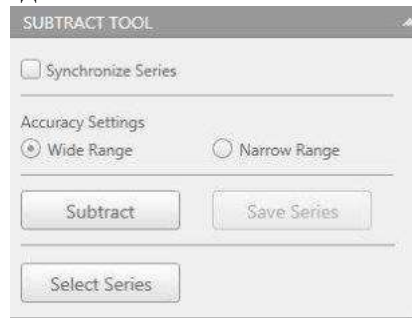 SUBTRACT TOOL
Synchronize Series
Accuracy Settings
Wide Range Narrow Range
Subtract Save Series
Select Series